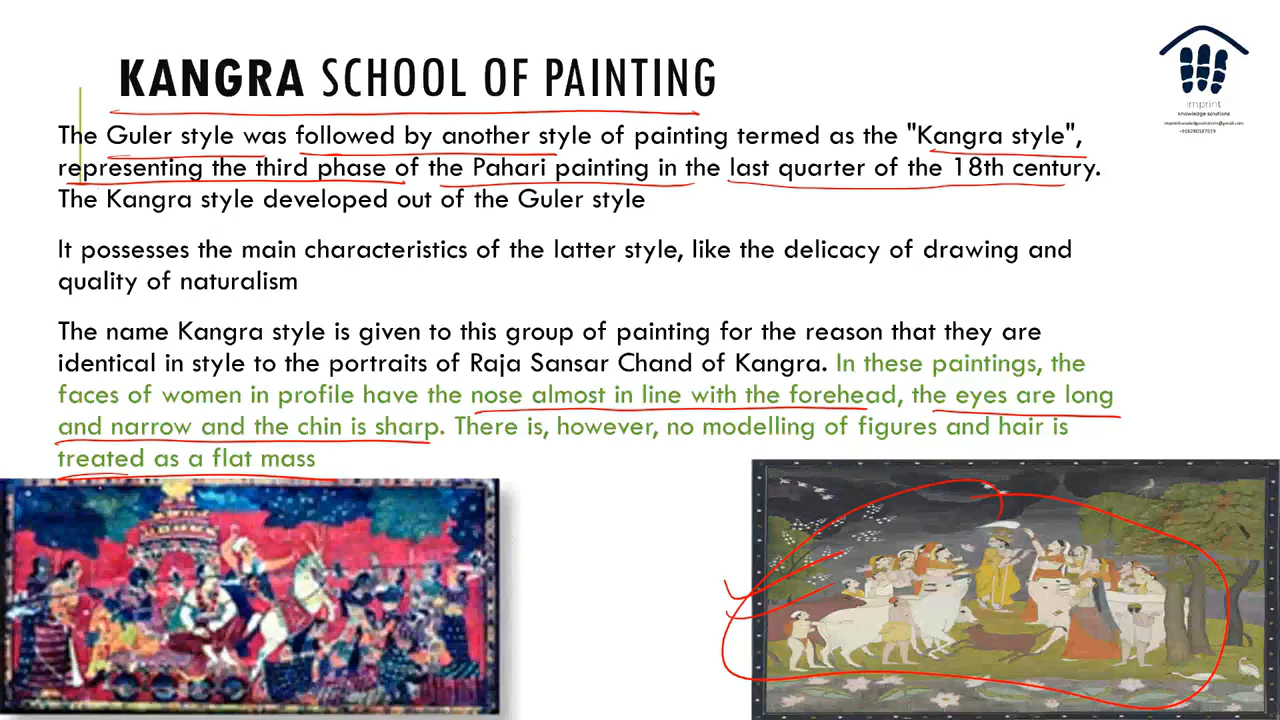 KANGRA SCHOOL OF PAINTING
imprint
knowledge solutions
+916280187939
The Guler style was followed by another style of painting termed as the "Kangra style",
representing the third phase of the Pahari painting in the last quarter of the 18th century.
The Kangra style developed out of the Guler style
It possesses the main characteristics of the latter style, like the delicacy of drawing and
quality of naturalism
The name Kangra style is given to this group of painting for the reason that they are
identical in style to the portraits of Raja Sansar Chand of Kangra. In these paintings, the
faces of women in profile have the nose almost in line with the forehead, the eyes are long
and narrow and the chin is sharp. There is, however, no modelling of figures and hair is
treated as a flat mass